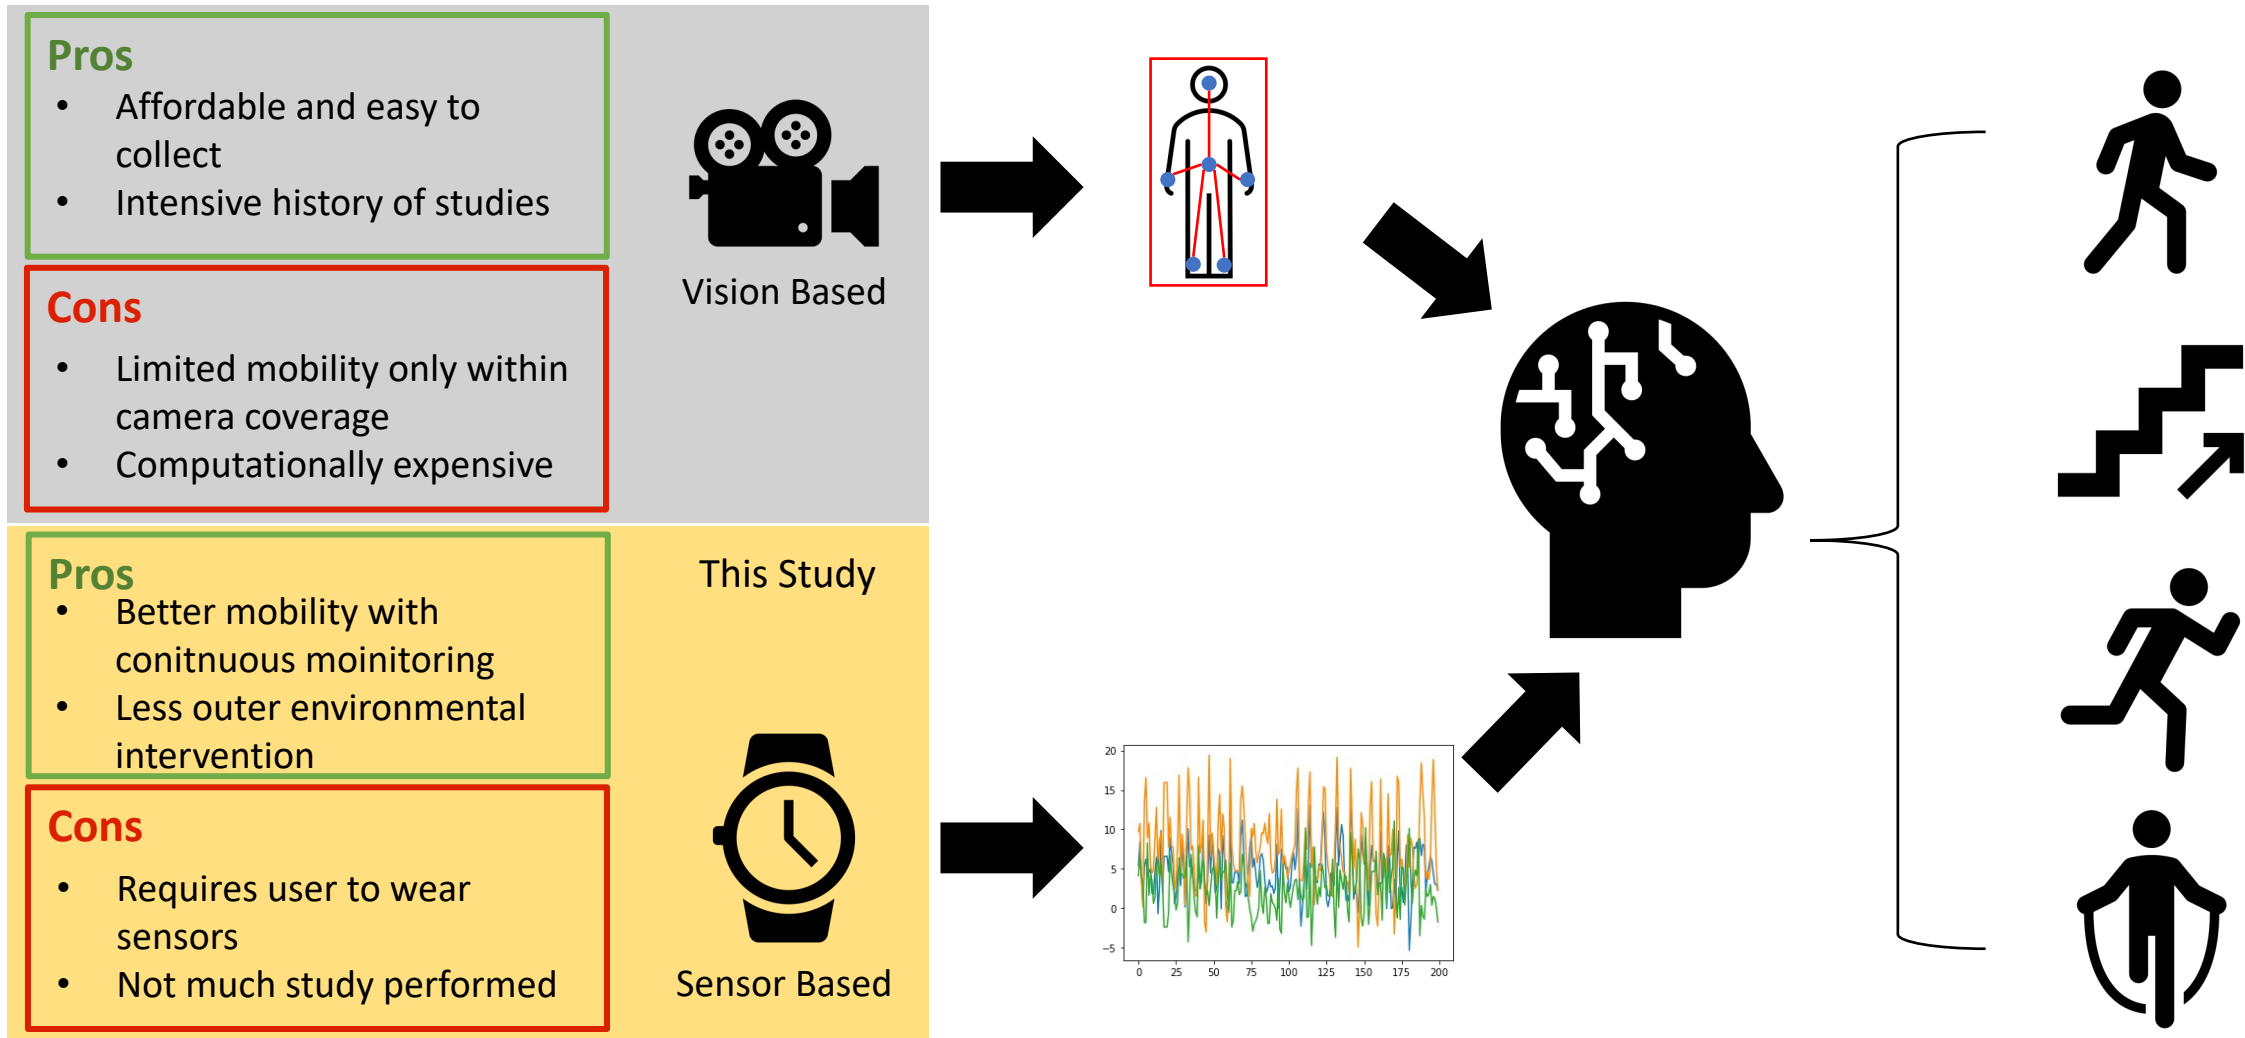 Pros
• Affordable and easy to
collect
• Intensive history of studies
Cons
• Limited mobility only within
camera coverage
• Computationally expensive
Vision Based
Pros
• Better mobility with
conitnuous moinitoring
• Less outer environmental
intervention
Cons
• Requires user to wear
sensors
• Not much study performed
This Study
Sensor Based
20
15
10
5
0
−5
0 25 50 75 100 125 150 175 200